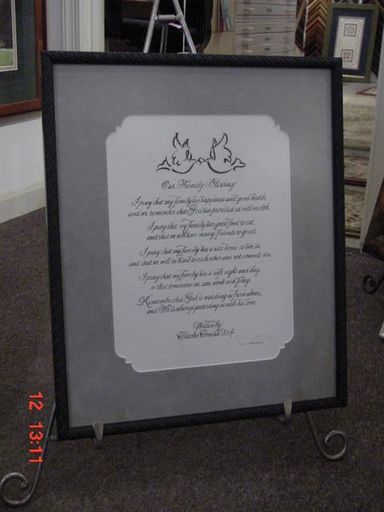 Our Family Blessing
I pray that my family has happiness and good health,
and we remember that God has provided us with wealth.
I pray that my family has good food to eat,
and that we will have many friends to greet.
I pray that my family has a nice house to live in,
and that we will be kind to each other and not commit sin.
I pray that my family has a safe night and day,
so that tomorrow we can work and play.
Remember that God is watching us from above,
and He is always protecting us with his love.
Written by
Charles 2004
12 13:11